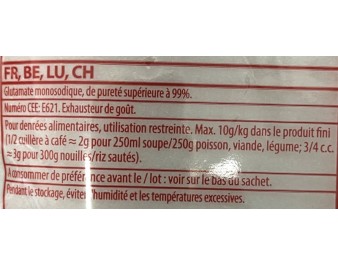 FR, BE, LU, CH
Glutamate monosodique, de pureté supérieure à 99%.
Numéro CEE: E621. Exhausteur de goût.
Pour denrées alimentaires, utilisation restreinte. Max. 10g/kg dans le produit fini
(1/2 cuillère à café ≈ 2g pour 250ml soupe/250g poisson, viande, légume; 3/4 c.c.
≈ 3g pour 300g nouilles/riz sautés).
A consommer de préférence avant le / lot : voir sur le bas du sachet.
Pendant le stockage, éviter l'humidité et les températures excessives.